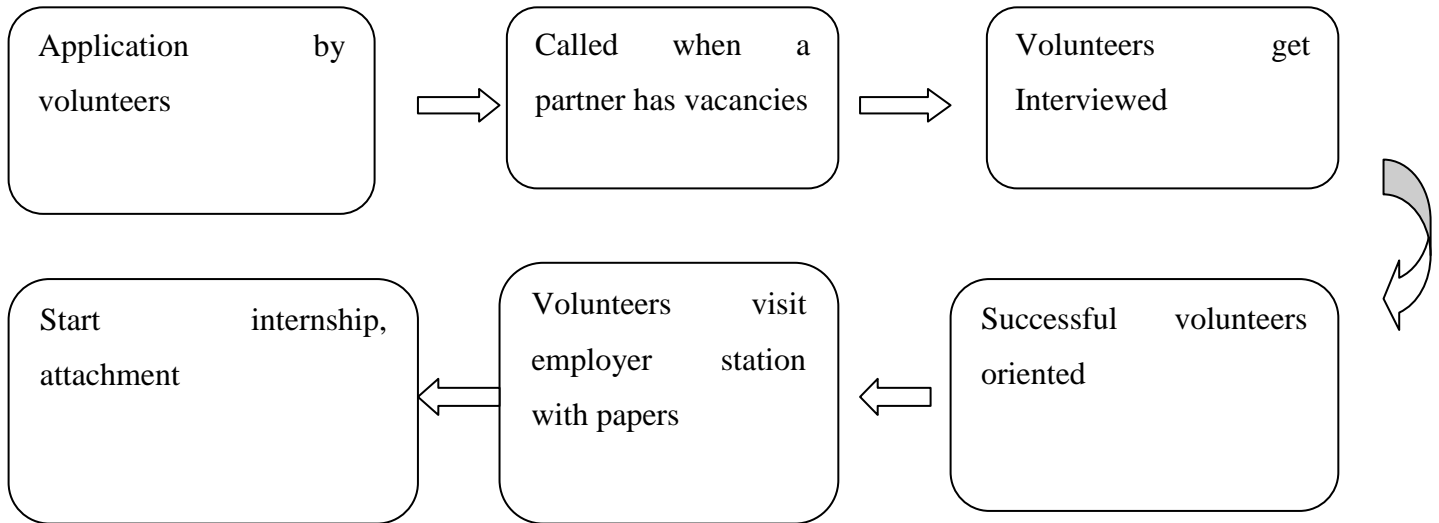 Application by
volunteers
Called when a
partner has vacancies
Volunteers get
Interviewed
Successful volunteers
oriented
Volunteers visit
employer station
with papers
Start internship,
attachment